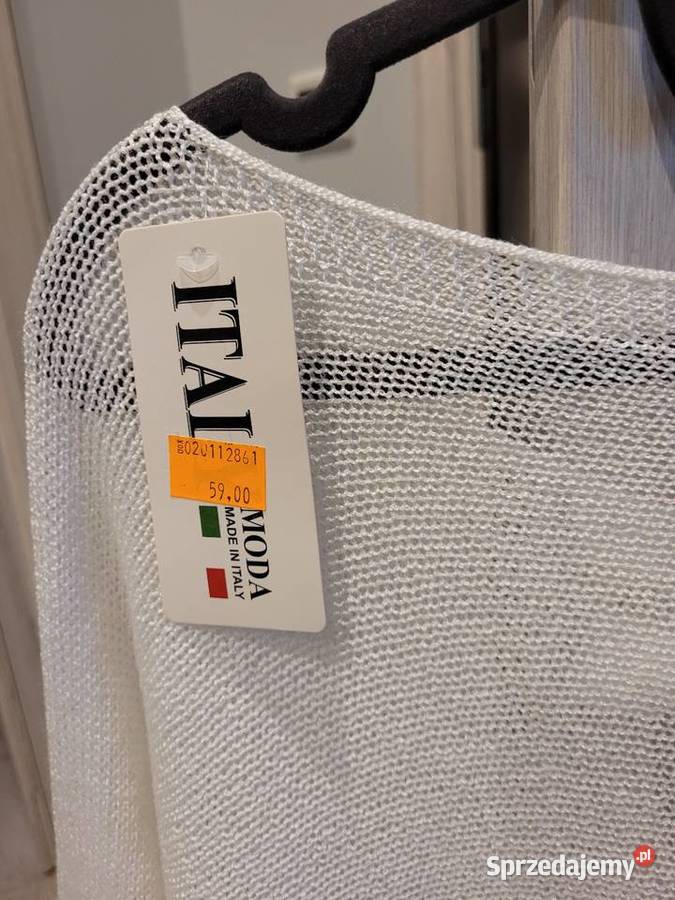 ITAL
MODA
MADE IN ITALY
020112861
59.00
Sprzedajemy.pl